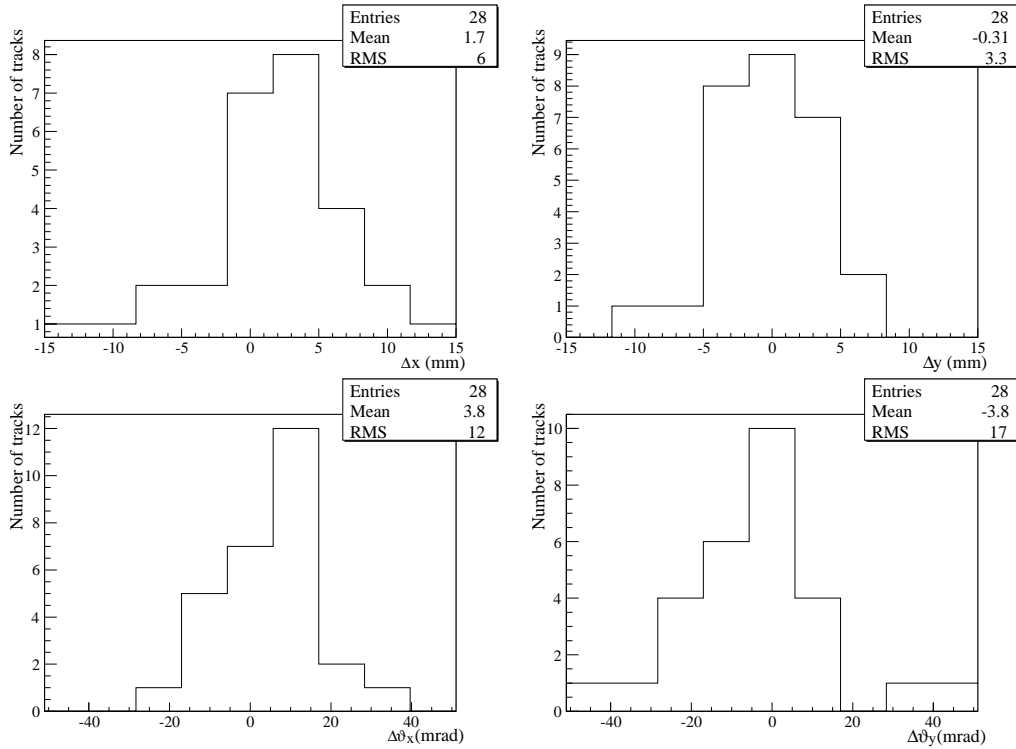 Entries 28
Mean 1.7
RMS 6
Number of tracks
8
7
6
5
4
3
2
1
-15 -10 -5 0 5 10 15
Δx (mm)
Entries 28
Mean -0.31
RMS 3.3
Number of tracks
9
8
7
6
5
4
3
2
1
0
-15 -10 -5 0 5 10 15
Δy (mm)
Entries 28
Mean 3.8
RMS 12
Number of tracks
12
10
8
6
4
2
0
-40 -20 0 20 40
Δϑx(mrad)
Entries 28
Mean -3.8
RMS 17
Number of tracks
10
8
6
4
2
0
-40 -20 0 20 40
Δϑy(mrad)